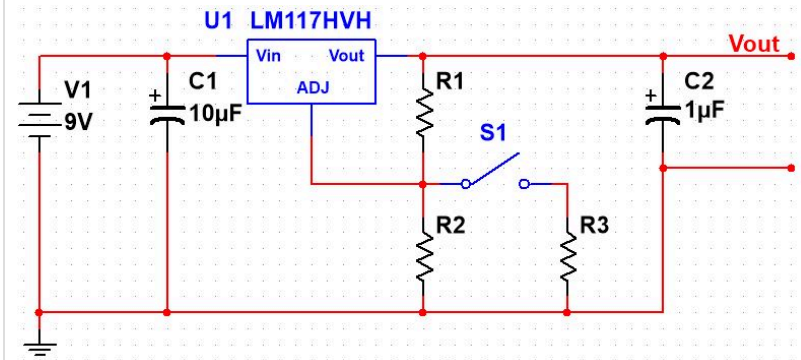 U1 LM117HVH
Vin Vout
ADJ
Vout
V1
9V
C1
10µF
R1
C2
1µF
S1
R2
R3
+
+